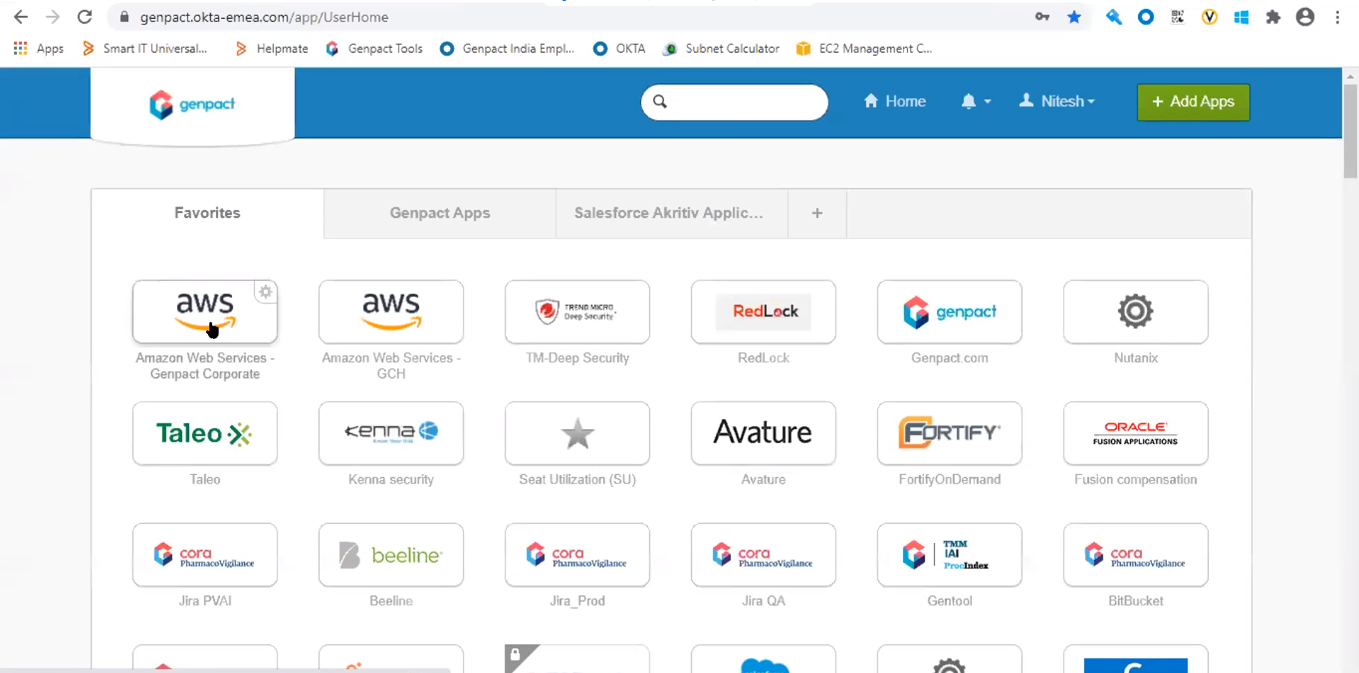 genpact.okta-emea.com/app/UserHome
Apps Smart IT Universal... Helpmate Genpact Tools Genpact India Empl... OKTA Subnet Calculator EC2 Management C...
genpact Home Nitesh + Add Apps
Favorites Genpact Apps Salesforce Akritiv Applic... +
aws aws TREND MICRO Deep Security RedLock genpact
Amazon Web Services - Genpact Corporate
Amazon Web Services - GCH
TM-Deep Security
RedLock
Genpact.com
Nutanix
Taleo kenna Avature FORTIFY ORACLE FUSION APPLICATIONS
Taleo Kenna security Seat Utilization (SU) Avature FortifyOnDemand Fusion compensation
cora PharmacoVigilance beeline cora PharmacoVigilance cora PharmacoVigilance TMM IAI ProcIndex cora PharmacoVigilance
Jira PVAI Beeline Jira_Prod Jira QA Gentool BitBucket